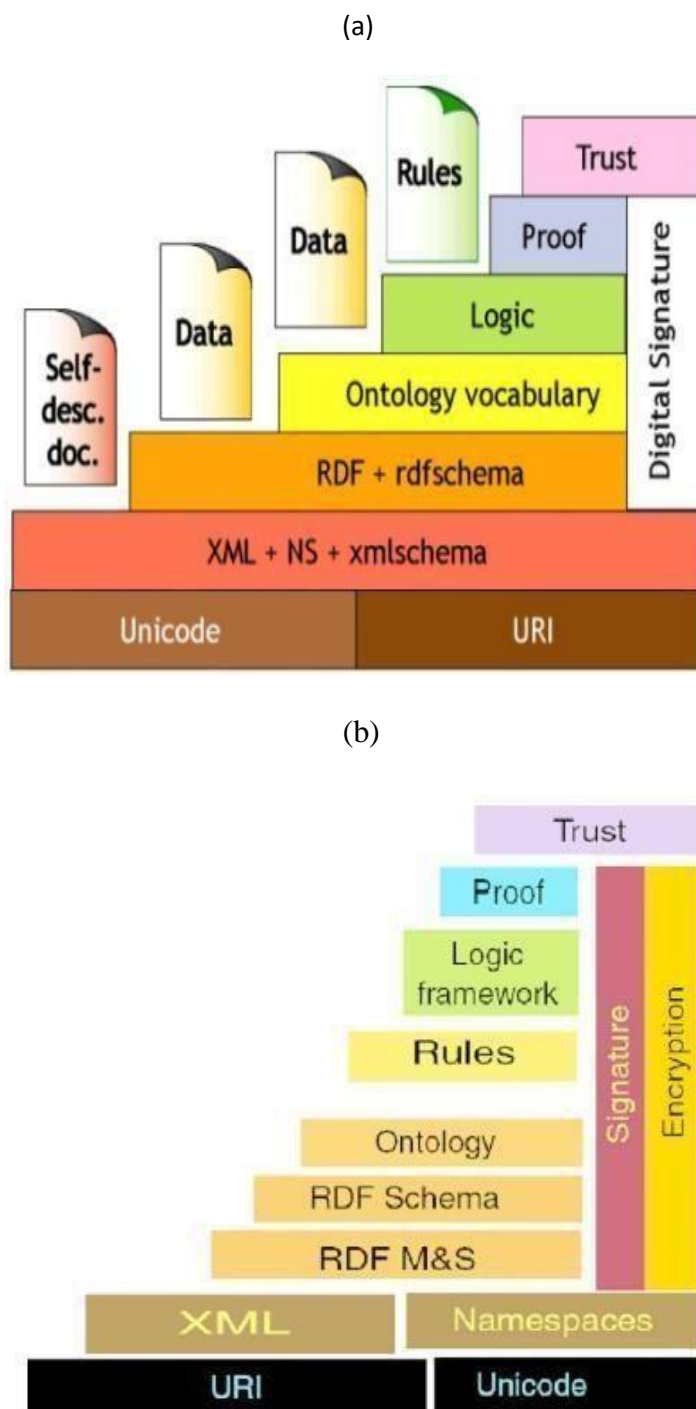 (a)
Trust
Rules
Proof
Data
Logic
Data
Self-
desc.
doc.
Ontology vocabulary
RDF + rdfschema
XML + NS + xmlschema
Unicode
URI
Digital Signature
(b)
Trust
Proof
Logic
framework
Rules
Ontology
RDF Schema
RDF M&S
Signature
Encryption
XML
Namespaces
URI
Unicode